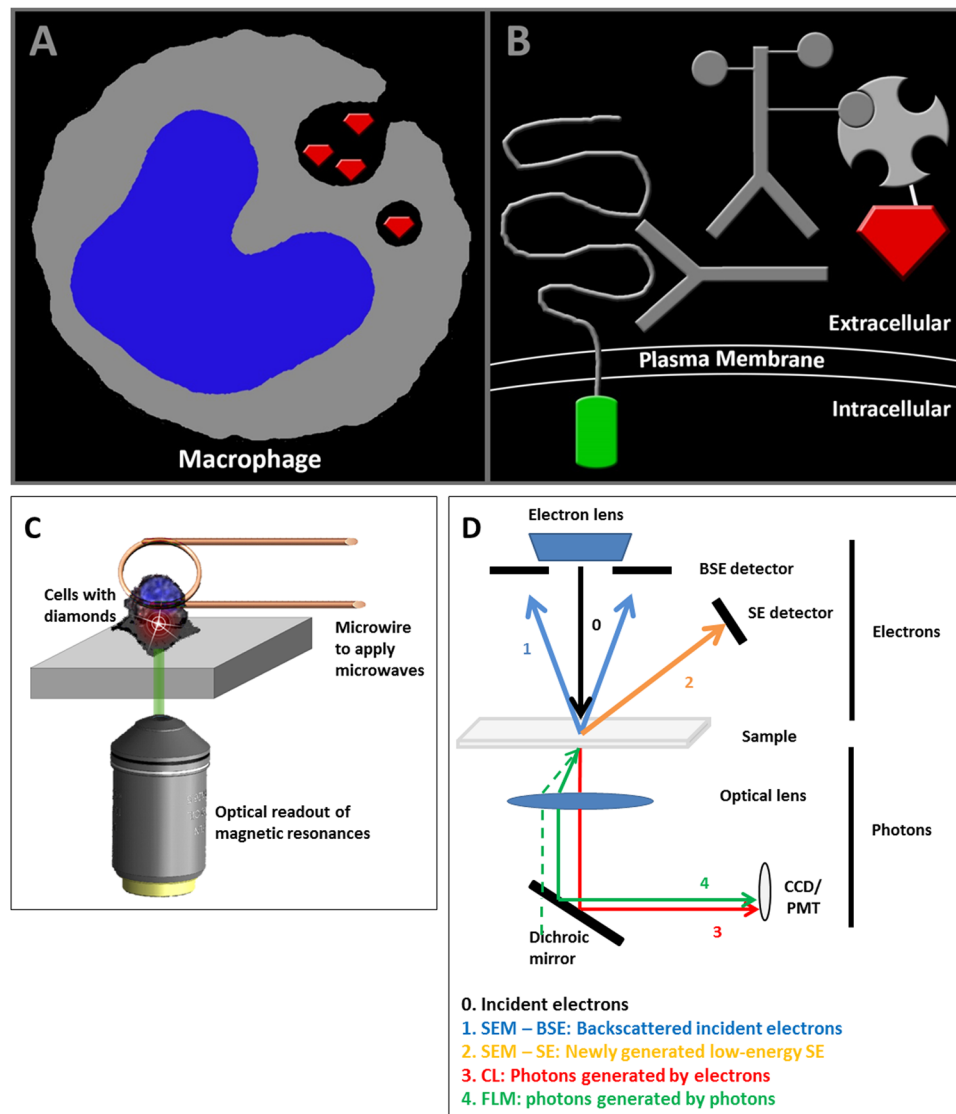 A
Macrophage
B
Extracellular
Plasma Membrane
Intracellular
C
Cells with
diamonds
Microwire
to apply
microwaves
Optical readout of
magnetic resonances
D
Electron lens
BSE detector
SE detector
0
1
2
Electrons
Sample
Optical lens
Photons
4
CCD/
PMT
3
Dichroic
mirror
0. Incident electrons
1. SEM – BSE: Backscattered incident electrons
2. SEM – SE: Newly generated low-energy SE
3. CL: Photons generated by electrons
4. FLM: photons generated by photons